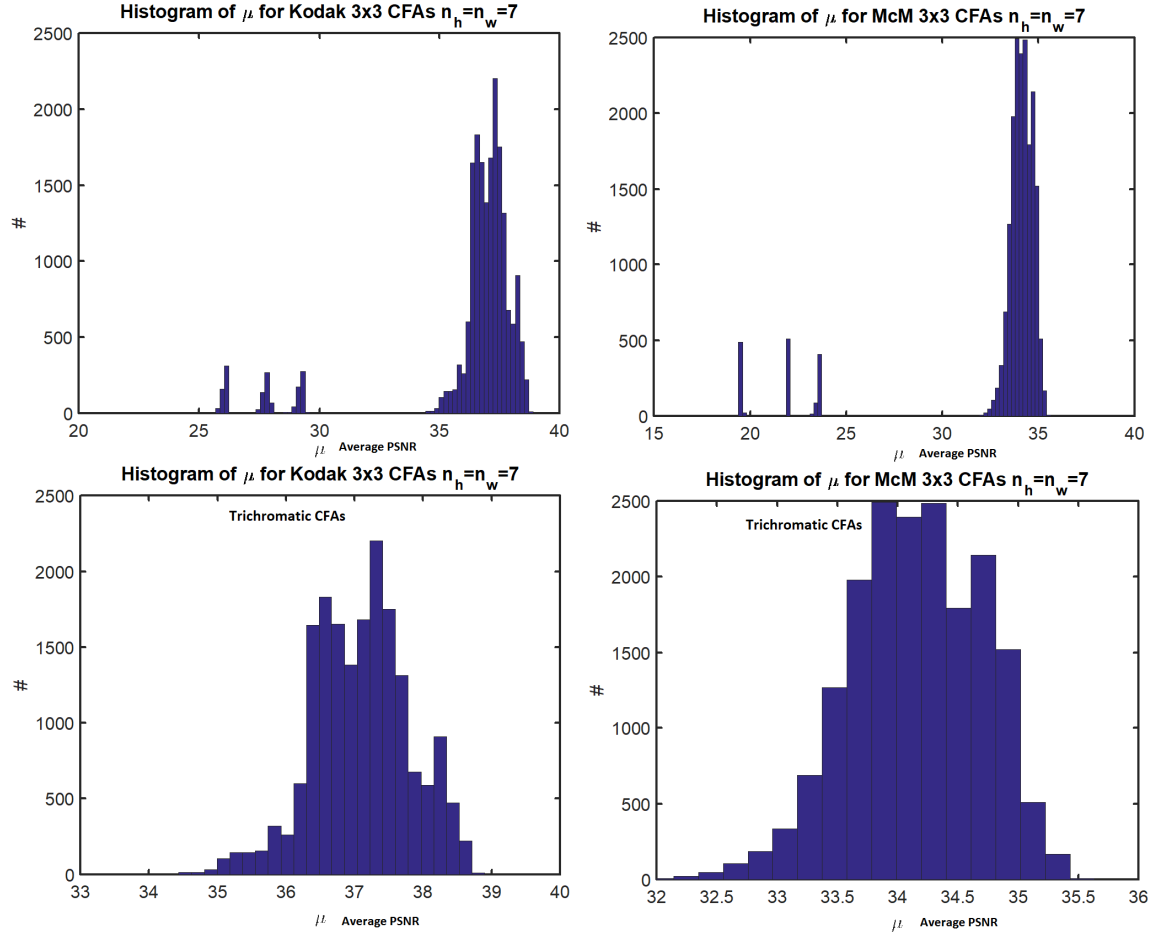 Histogram of μ for Kodak 3x3 CFAs n_h=n_w=7
2500
2000
1500
1000
500
0
#
20 25 30 35 40
μ Average PSNR
Histogram of μ for McM 3x3 CFAs n_h=n_w=7
2500
2000
1500
1000
500
0
#
15 20 25 30 35 40
μ Average PSNR
Histogram of μ for Kodak 3x3 CFAs n_h=n_w=7
Trichromatic CFAs
2500
2000
1500
1000
500
0
#
33 34 35 36 37 38 39 40
μ Average PSNR
Histogram of μ for McM 3x3 CFAs n_h=n_w=7
Trichromatic CFAs
2500
2000
1500
1000
500
0
#
32 32.5 33 33.5 34 34.5 35 35.5 36
μ Average PSNR